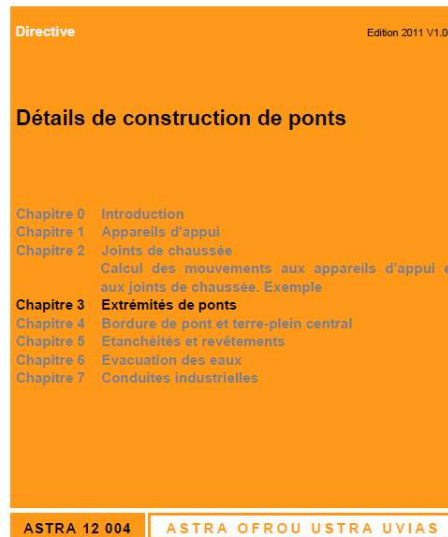 Directive Edition 2011 V1.0
Détails de construction de ponts
Chapitre 0 Introduction
Chapitre 1 Appareils d'appui
Chapitre 2 Joints de chaussée
Calcul des mouvements aux appareils d'appui e
aux joints de chaussée. Exemple
Chapitre 3 Extrémités de ponts
Chapitre 4 Bordure de pont et terre-plein central
Chapitre 5 Etanchéités et revêtements
Chapitre 6 Evacuation des eaux
Chapitre 7 Conduites industrielles
ASTRA 12 004 ASTRA OFROU USTRA UVIAS